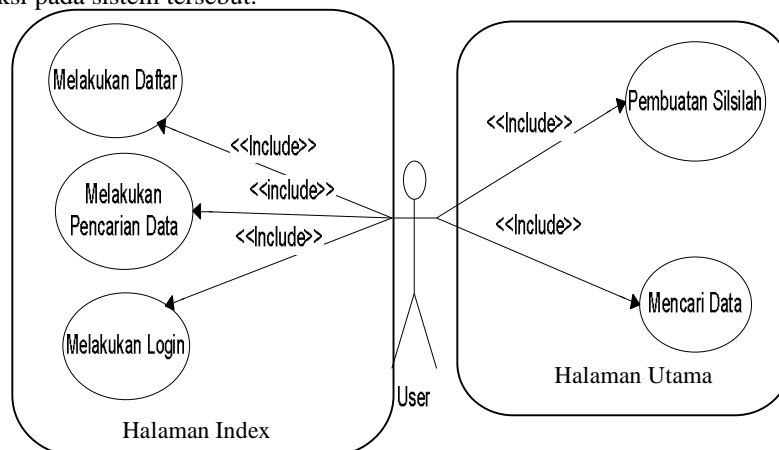 ksi pada sistem tersebut.
Melakukan Daftar
<<Include>>
Melakukan
Pencarian Data
<<include>>
<<Include>>
Melakukan Login
Halaman Index
User
Pembuatan Silsilah
<<Include>>
<<Include>>
Mencari Data
Halaman Utama